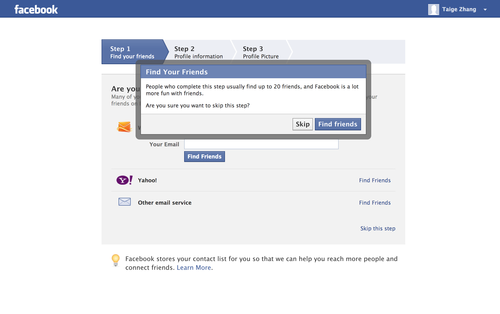 facebook
Taige Zhang
Step 1
Find your friends
Step 2
Profile information
Step 3
Profile Picture
Find Your Friends
People who complete this step usually find up to 20 friends, and Facebook is a lot
more fun with friends.
Are you sure you want to skip this step?
Skip
Find friends
Are you
Many of yo
your
friends on
Your Email
Find Friends
Yahoo!
Find Friends
Other email service
Find Friends
Skip this step
Facebook stores your contact list for you so that we can help you reach more people and
connect friends. Learn More.